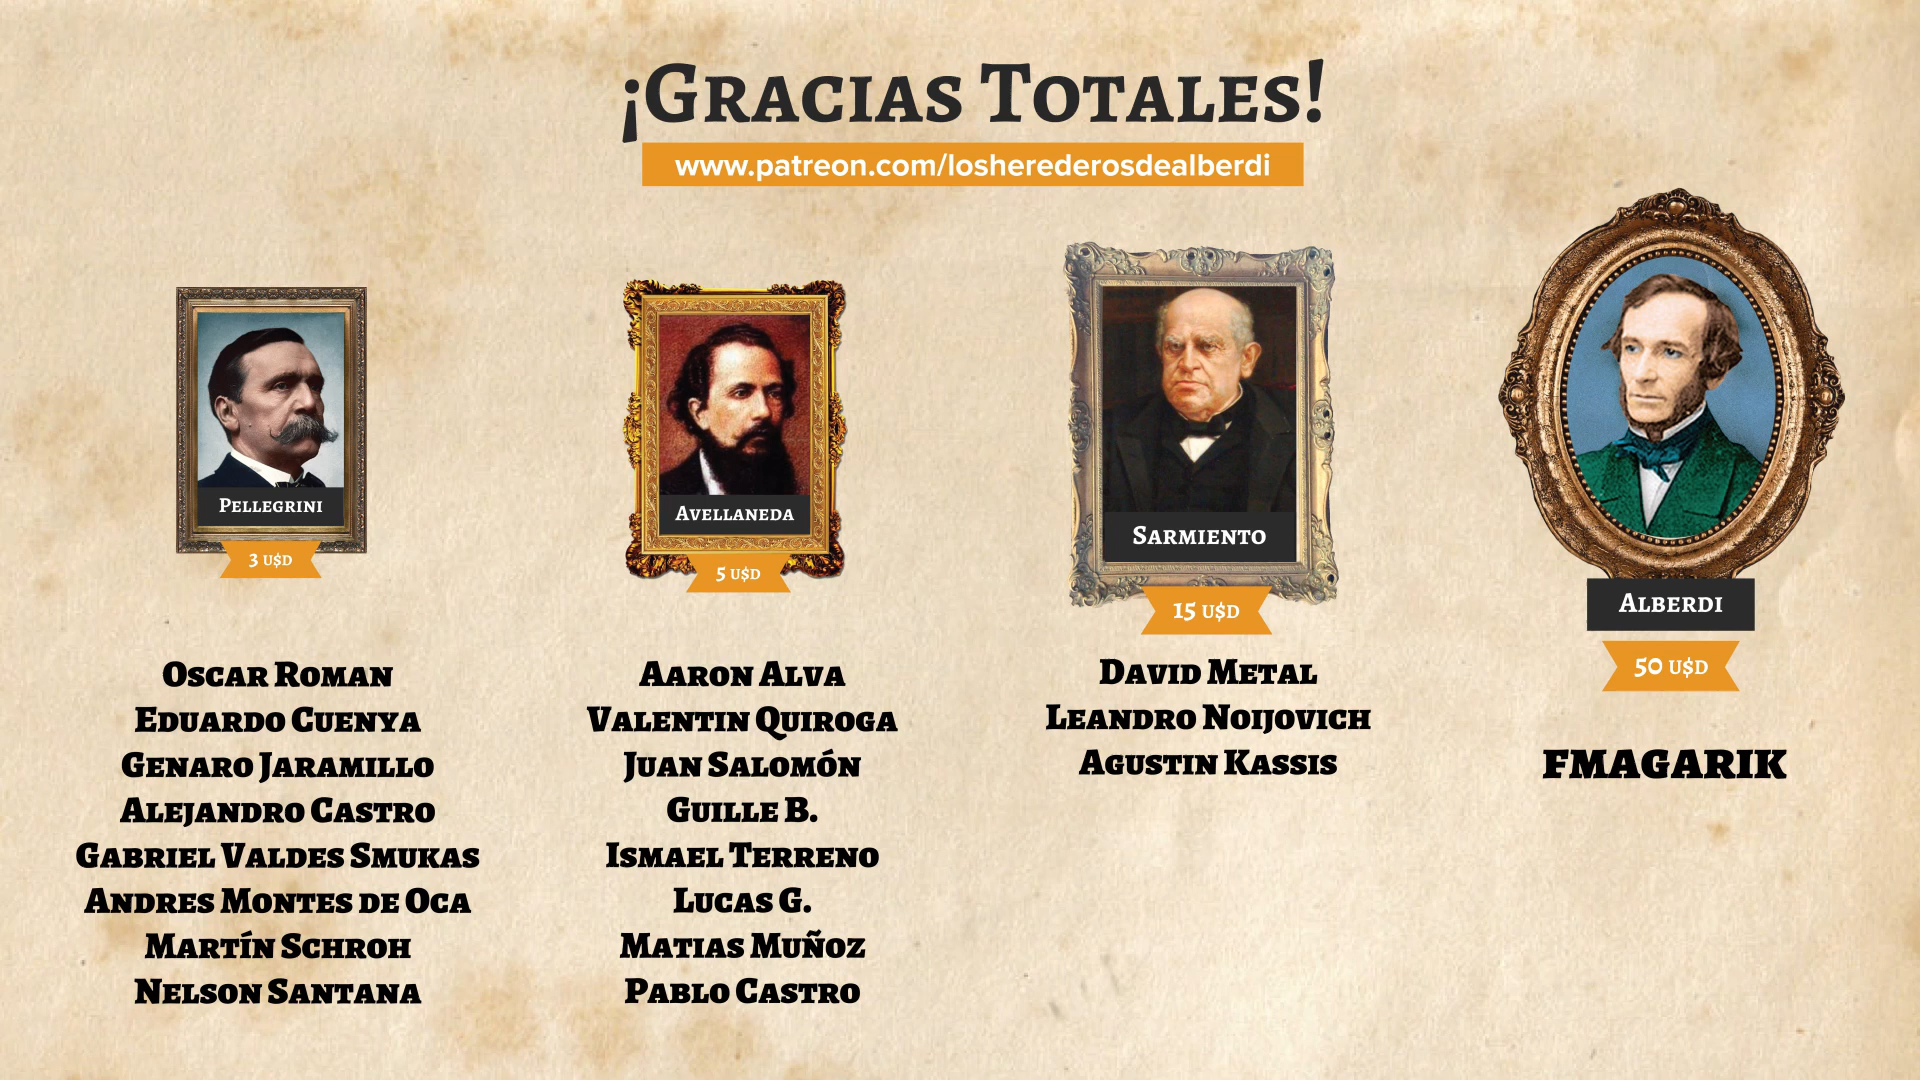 ¡Gracias Totales!
www.patreon.com/losherederosdealberdi
Pellegrini
3 U$D
Oscar Roman
Eduardo Cuenya
Genaro Jaramillo
Alejandro Castro
Gabriel Valdes Smukas
Andres Montes de Oca
Martín Schroh
Nelson Santana
Avellaneda
5 U$D
Aaron Alva
Valentin Quiroga
Juan Salomón
Guille B.
Ismael Terreno
Lucas G.
Matias Muñoz
Pablo Castro
Sarmiento
15 U$D
David Metal
Leandro Noijovich
Agustin Kassis
Alberdi
50 U$D
FMAGARIK